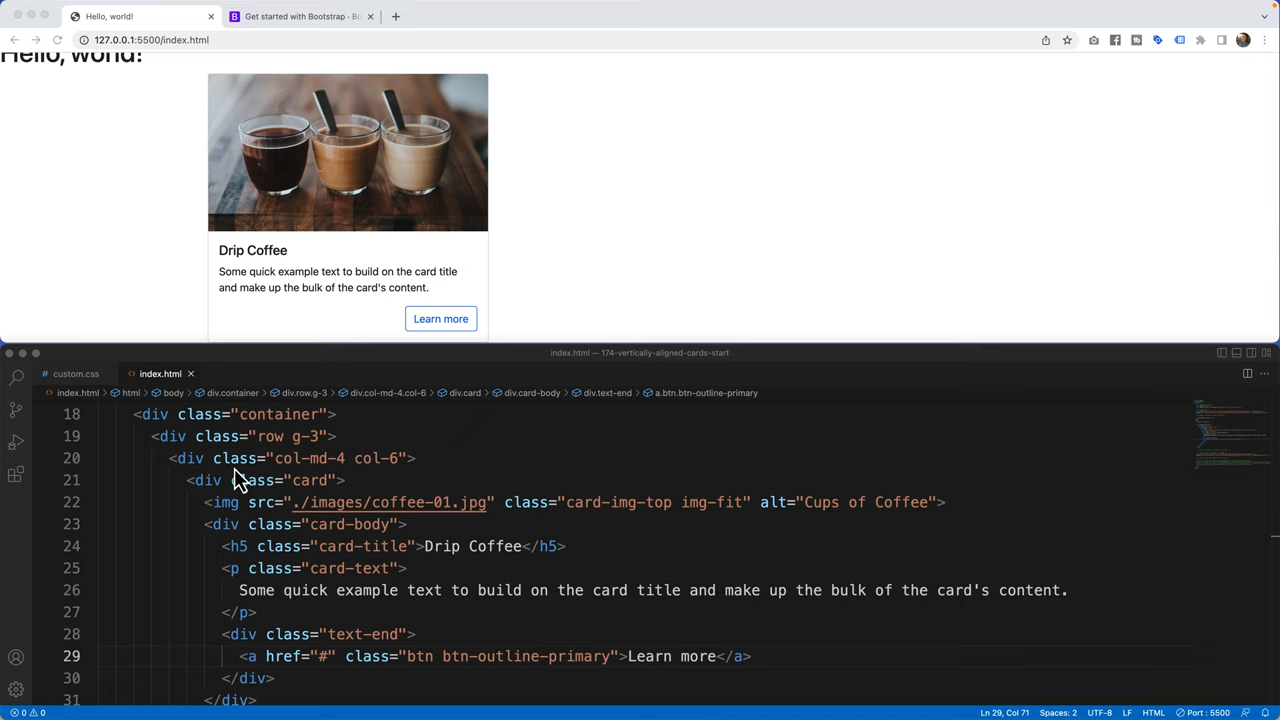 Hello, world!
Get started with Bootstrap · Bo
127.0.0.1:5500/index.html
Hello, world!
Drip Coffee
Some quick example text to build on the card title
and make up the bulk of the card's content.
Learn more
index.html — 174-vertically-aligned-cards-start
# custom.css
<> index.html
<> index.html > html > body > div.container > div.row.g-3 > div.col-md-4.col-6 > div.card > div.card-body > div.text-end > a.btn.btn-outline-primary
18 <div class="container">
19 <div class="row g-3">
20 <div class="col-md-4 col-6">
21 <div class="card">
22 <img src="./images/coffee-01.jpg" class="card-img-top img-fit" alt="Cups of Coffee">
23 <div class="card-body">
24 <h5 class="card-title">Drip Coffee</h5>
25 <p class="card-text">
26 Some quick example text to build on the card title and make up the bulk of the card's content.
27 </p>
28 <div class="text-end">
29 <a href="#" class="btn btn-outline-primary">Learn more</a>
30 </div>
31 </div>
0 0 Ln 29, Col 71 Spaces: 2 UTF-8 LF HTML Port : 5500